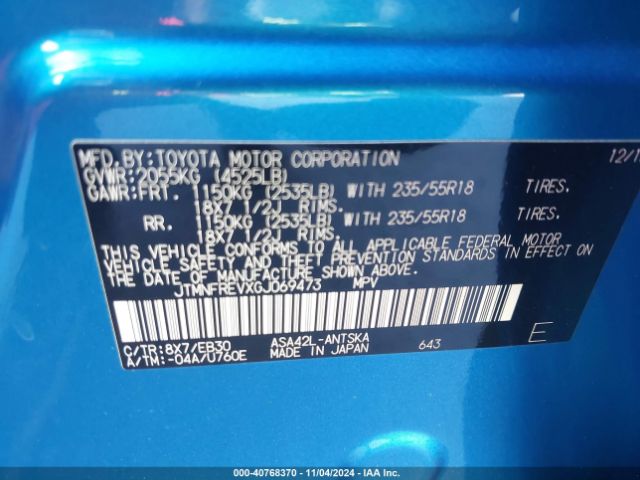 MFD.BY:TOYOTA MOTOR CORPORATION 12/1
GVWR:2055KG (4525LB)
GAWR:FRT. 1150KG (2535LB) WITH 235/55R18 TIRES.
18X7 1/2J RIMS.
RR. 1150KG (2535LB) WITH 235/55R18 TIRES.
18X7 1/2J RIMS.
THIS VEHICLE CONFORMS TO ALL APPLICABLE FEDERAL MOTOR
VEHICLE SAFETY AND THEFT PREVENTION STANDARDS IN EFFECT ON
THE DATE OF MANUFACTURE SHOWN ABOVE.
JTMNFREVXGJ069473 MPV
C/TR:8X7/EB30 ASA42L-ANTSKA
A/TM:-04A/U760E MADE IN JAPAN 643 E
000-40768370 - 11/04/2024 - IAA Inc.